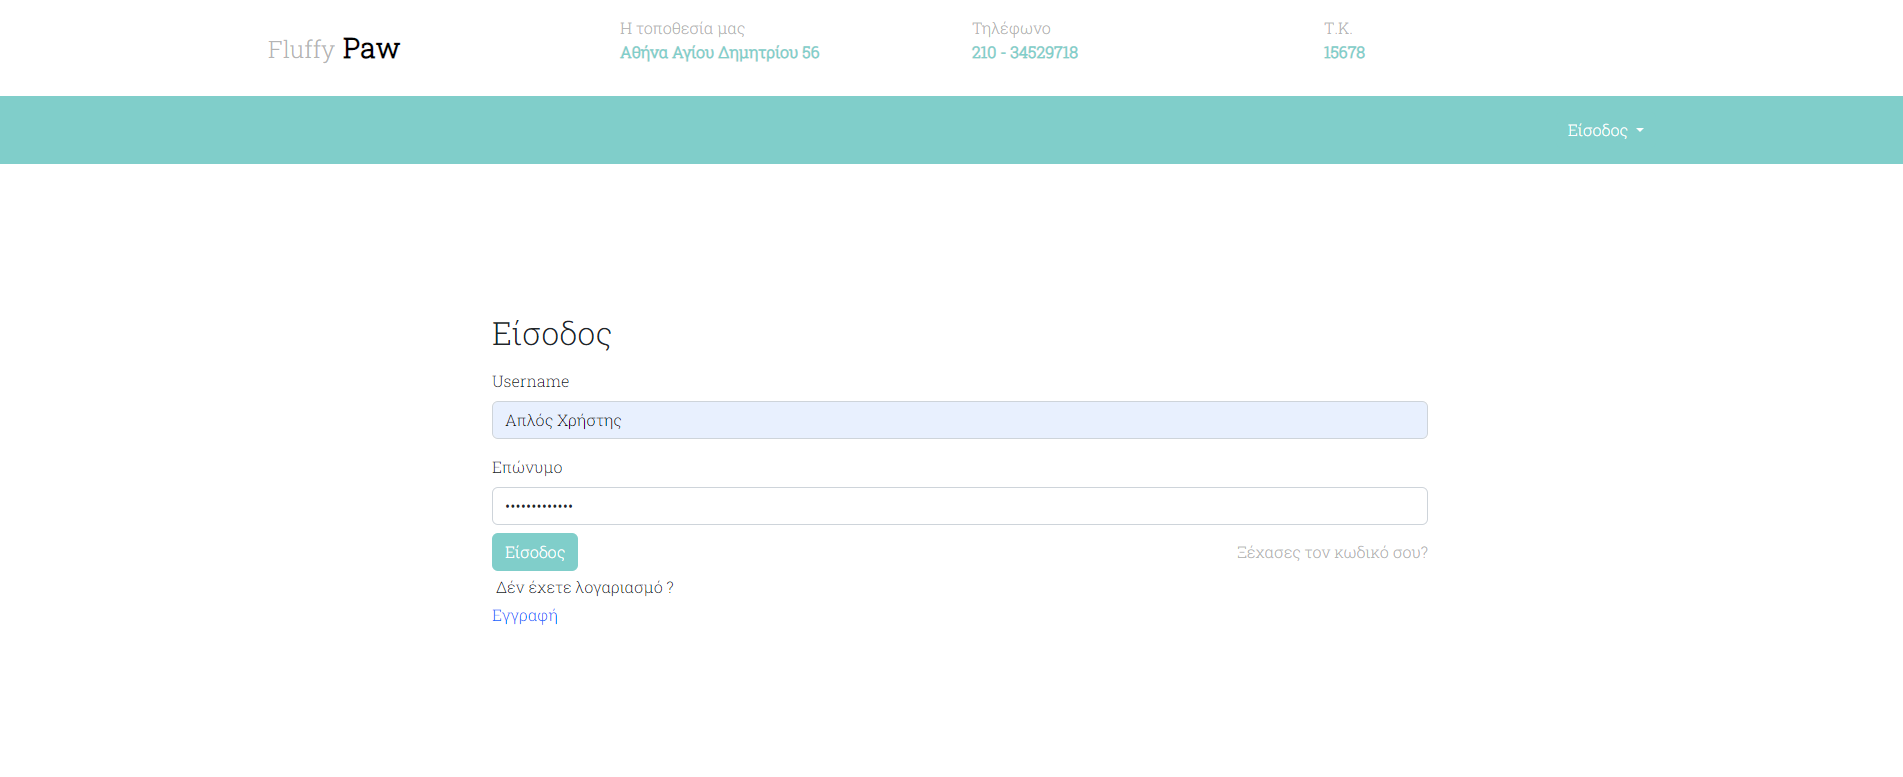 Fluffy Paw
Η τοποθεσία μας
Αθήνα Αγίου Δημητρίου 56
Τηλέφωνο
210 - 34529718
Τ.Κ.
15678
Είσοδος
Είσοδος
Username
Απλός Χρήστης
Επώνυμο
•••••••••••••
Είσοδος
Ξέχασες τον κωδικό σου?
Δέν έχετε λογαριασμό ?
Εγγραφή